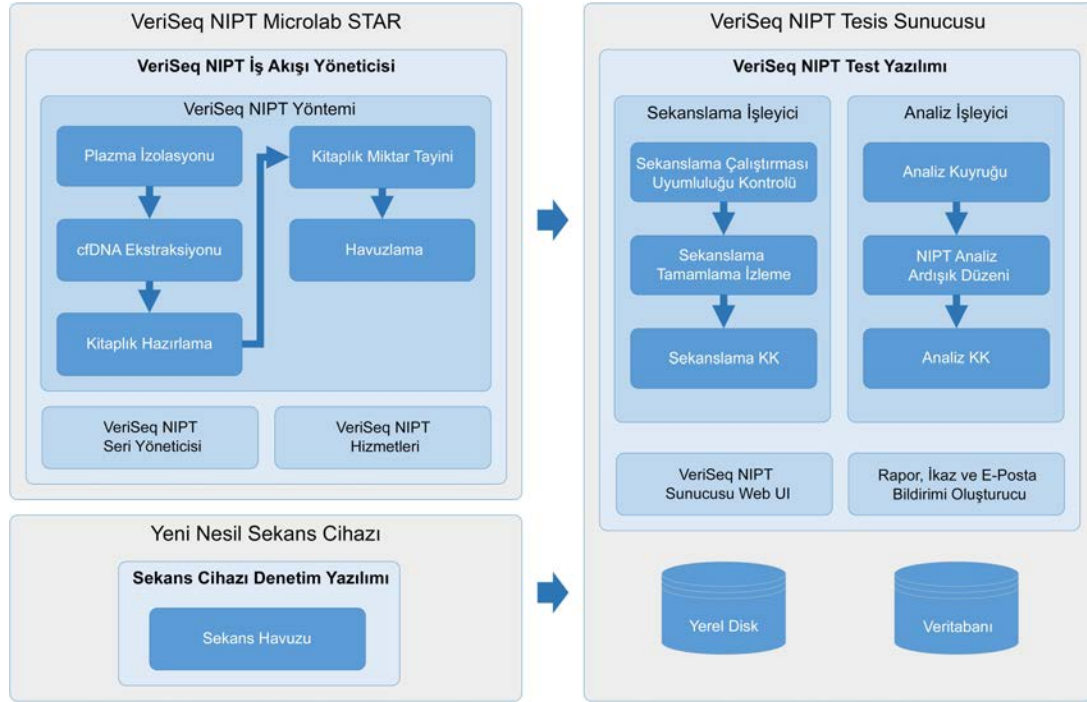 VeriSeq NIPT Microlab STAR
VeriSeq NIPT İş Akışı Yöneticisi
VeriSeq NIPT Yöntemi
Plazma İzolasyonu
cfDNA Ekstraksiyonu
Kitaplık Hazırlama
Kitaplık Miktar Tayini
Havuzlama
VeriSeq NIPT
Seri Yöneticisi
VeriSeq NIPT
Hizmetleri
Yeni Nesil Sekans Cihazı
Sekans Cihazı Denetim Yazılımı
Sekans Havuzu
VeriSeq NIPT Tesis Sunucusu
VeriSeq NIPT Test Yazılımı
Sekanslama İşleyici
Sekanslama Çalıştırması
Uyumluluğu Kontrolü
Sekanslama
Tamamlama İzleme
Sekanslama KK
Analiz İşleyici
Analiz Kuyruğu
NIPT Analiz
Ardışık Düzeni
Analiz KK
VeriSeq NIPT
Sunucusu Web UI
Rapor, İkaz ve E-Posta
Bildirimi Oluşturucu
Yerel Disk
Veritabanı